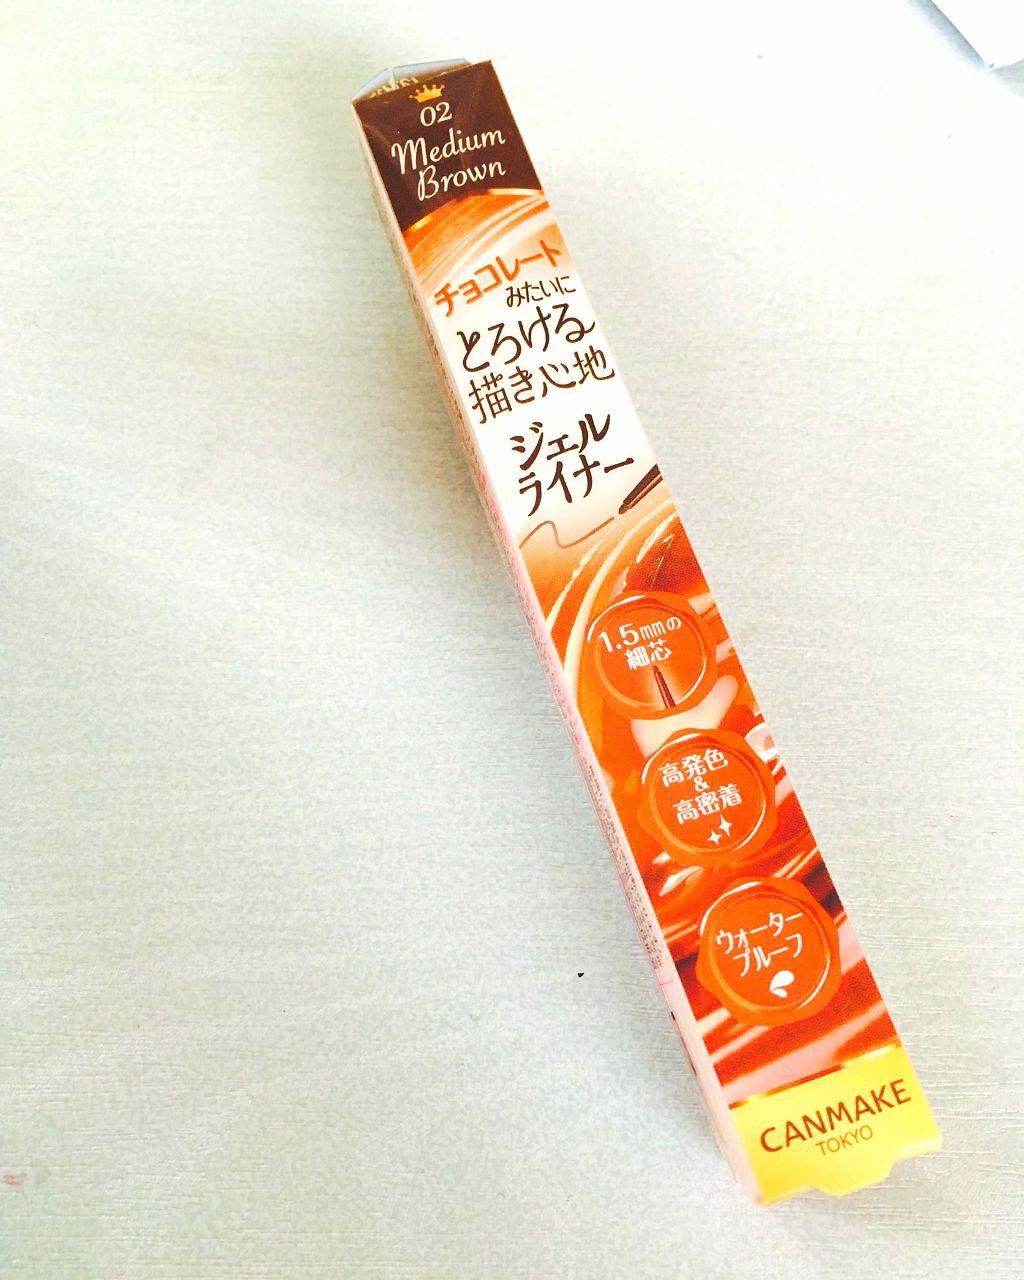 02
Medium
Brown
チョコレート
みたいに
とろける
描き心地
ジェル
ライナー
1.5mmの
細芯
高発色
&
高密着
ウォーター
プルーフ
CANMAKE
TOKYO